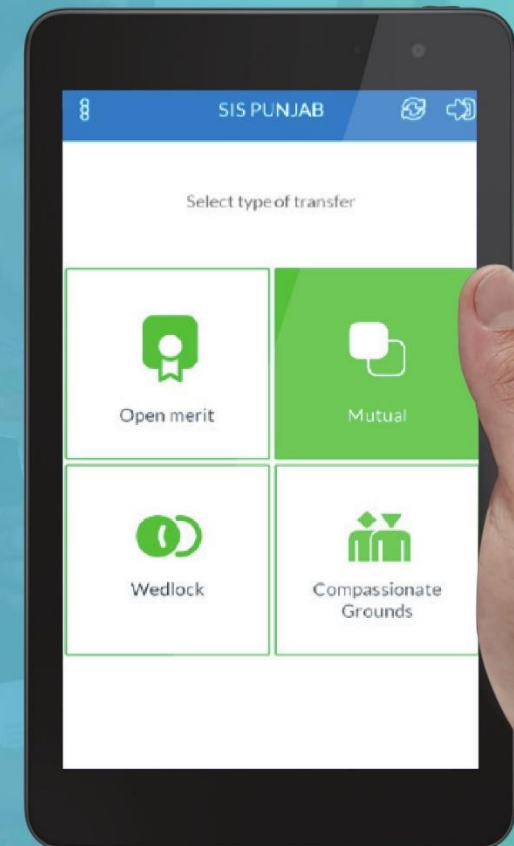 SIS PUNJAB
Select type of transfer
Open merit
Mutual
Wedlock
Compassionate
Grounds